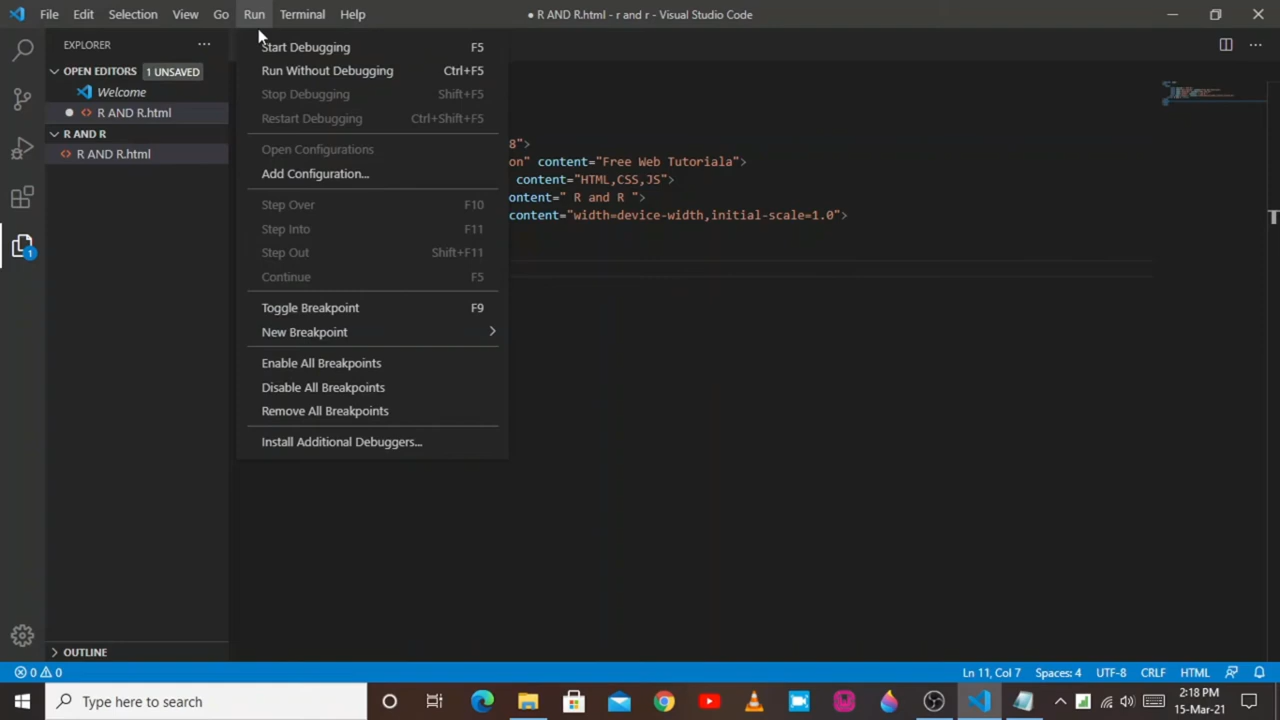 File Edit Selection View Go Run Terminal Help
● R AND R.html - r and r - Visual Studio Code
EXPLORER
OPEN EDITORS 1 UNSAVED
Welcome
R AND R.html
R AND R
R AND R.html
OUTLINE
1
Start Debugging F5
Run Without Debugging Ctrl+F5
Stop Debugging Shift+F5
Restart Debugging Ctrl+Shift+F5
Open Configurations
Add Configuration...
Step Over F10
Step Into F11
Step Out Shift+F11
Continue F5
Toggle Breakpoint F9
New Breakpoint
Enable All Breakpoints
Disable All Breakpoints
Remove All Breakpoints
Install Additional Debuggers...
8">
on" content="Free Web Tutoriala">
content="HTML,CSS,JS">
ontent=" R and R ">
content="width=device-width,initial-scale=1.0">
0 0
Ln 11, Col 7 Spaces: 4 UTF-8 CRLF HTML
Type here to search
2:18 PM
15-Mar-21